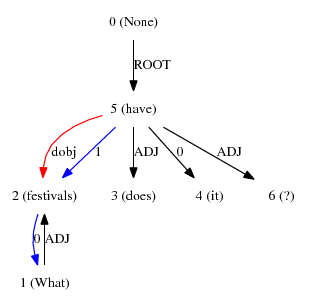 0 (None)
ROOT
5 (have)
dobj 1 ADJ 0 ADJ
2 (festivals) 3 (does) 4 (it) 6 (?)
0 ADJ
1 (What)